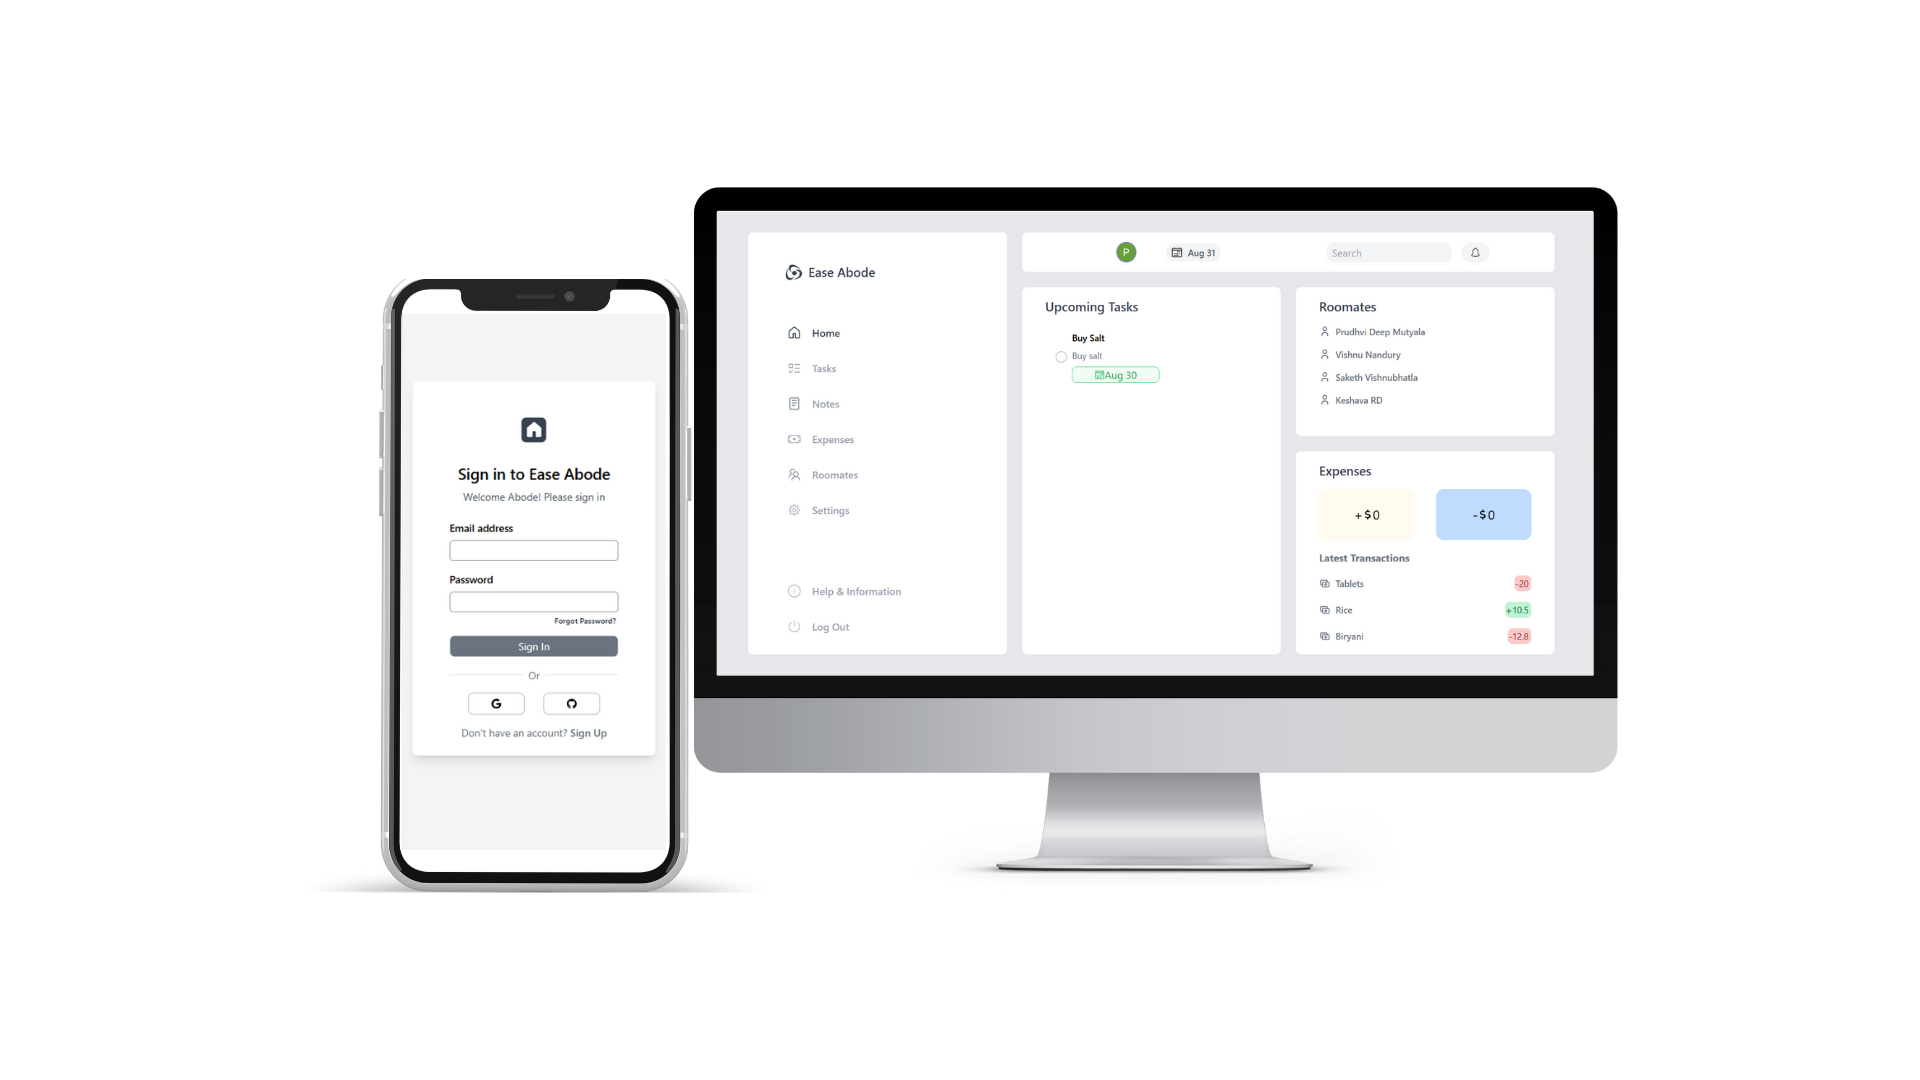 Sign in to Ease Abode
Welcome Abode! Please sign in
Email address
Password
Forgot Password?
Sign In
Or
G
Don't have an account? Sign Up
Ease Abode
Home
Tasks
Notes
Expenses
Roomates
Settings
Help & Information
Log Out
P
Aug 31
Search
Upcoming Tasks
Buy Salt
Buy salt
Aug 30
Roomates
Prudhvi Deep Mutyala
Vishnu Nandury
Saketh Vishnubhatla
Keshava RD
Expenses
+$0
-$0
Latest Transactions
Tablets -20
Rice +10.5
Biryani -12.8